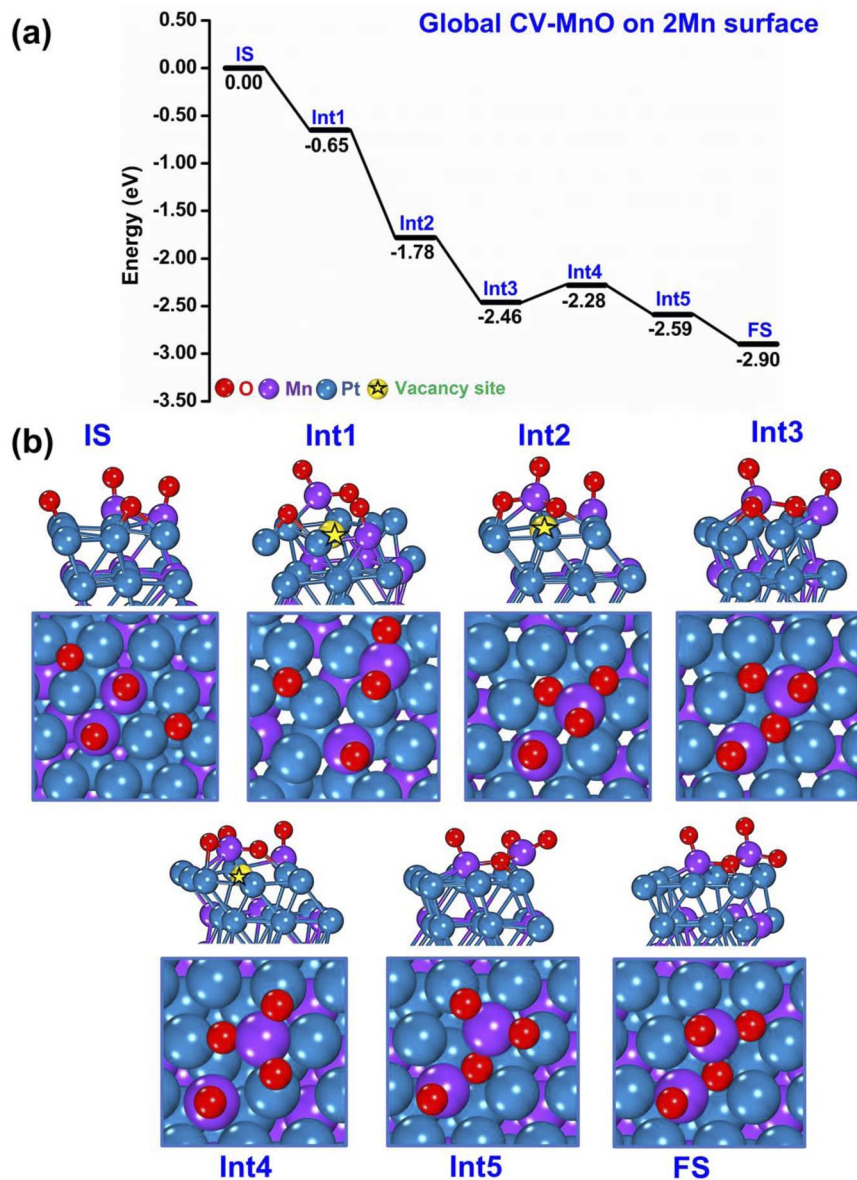 (a)
Global CV-MnO on 2Mn surface
Energy (eV)
0.50
0.00
-0.50
-1.00
-1.50
-2.00
-2.50
-3.00
-3.50
IS
0.00
Int1
-0.65
Int2
-1.78
Int3
-2.46
Int4
-2.28
Int5
-2.59
FS
-2.90
O Mn Pt Vacancy site
(b)
IS Int1 Int2 Int3
Int4 Int5 FS